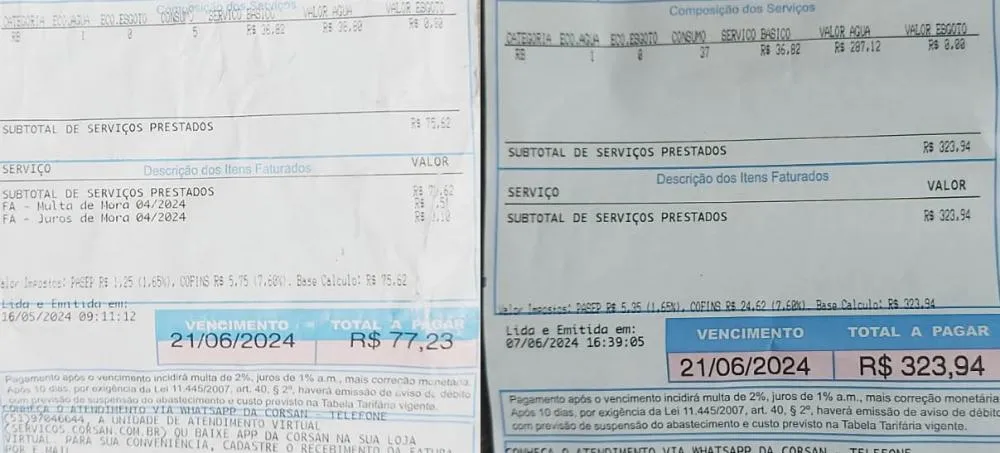 Composição dos Serviços
CATEGORIA ECO.AGUA ECO.ESGOTO CONSUMO SERVICO BASICO VALOR AGUA VALOR ESGOTO
RB 1 0 5 R$ 36,82 R$ 38,80 R$ 0,00
SUBTOTAL DE SERVIÇOS PRESTADOS R$ 75,62
SERVIÇO Descrição dos Itens Faturados VALOR
SUBTOTAL DE SERVIÇOS PRESTADOS R$ 75,62
FA - Multa de Mora 04/2024 R$ 1,51
FA - Juros de Mora 04/2024 R$ 0,10
Valor Impostos: PASEP R$ 1,25 (1,65%), COFINS R$ 5,75 (7,60%). Base Calculo: R$ 75,62
Lida e Emitida em:
16/05/2024 09:11:12
VENCIMENTO TOTAL A PAGAR
21/06/2024 R$ 77,23
Pagamento após o vencimento incidirá multa de 2%, juros de 1% a.m., mais correção monetária.
Após 10 dias, por exigência da Lei 11.445/2007, art. 40, § 2º, haverá emissão de aviso de débito
com previsão de suspensão do abastecimento e custo previsto na Tabela Tarifária vigente.
CONHEÇA O ATENDIMENTO VIA WHATSAPP DA CORSAN - TELEFONE
(51)997046644, A UNIDADE DE ATENDIMENTO VIRTUAL
(SERVICOS.CORSAN.COM.BR) OU BAIXE APP DA CORSAN NA SUA LOJA
VIRTUAL. PARA SUA CONVENIÊNCIA, CADASTRE O RECEBIMENTO DA FATURA
POR E-MAIL
Composição dos Serviços
CATEGORIA ECO.AGUA ECO.ESGOTO CONSUMO SERVICO BASICO VALOR AGUA VALOR ESGOTO
RB 1 0 37 R$ 36,82 R$ 287,12 R$ 0,00
SUBTOTAL DE SERVIÇOS PRESTADOS R$ 323,94
Descrição dos Itens Faturados
SERVIÇO VALOR
SUBTOTAL DE SERVIÇOS PRESTADOS R$ 323,94
Valor Impostos: PASEP R$ 5,35 (1,65%), COFINS R$ 24,62 (7,60%). Base Calculo: R$ 323,94
Lida e Emitida em:
07/06/2024 16:39:05
VENCIMENTO TOTAL A PAGAR
21/06/2024 R$ 323,94
Pagamento após o vencimento incidirá multa de 2%, juros de 1% a.m., mais correção monetária
Após 10 dias, por exigência da Lei 11.445/2007, art. 40, § 2º, haverá emissão de aviso de débito
com previsão de suspensão do abastecimento e custo previsto na Tabela Tarifária vigente.
CONHEÇA O ATENDIMENTO VIA WHATSAPP DA CORSAN - TELEFONE